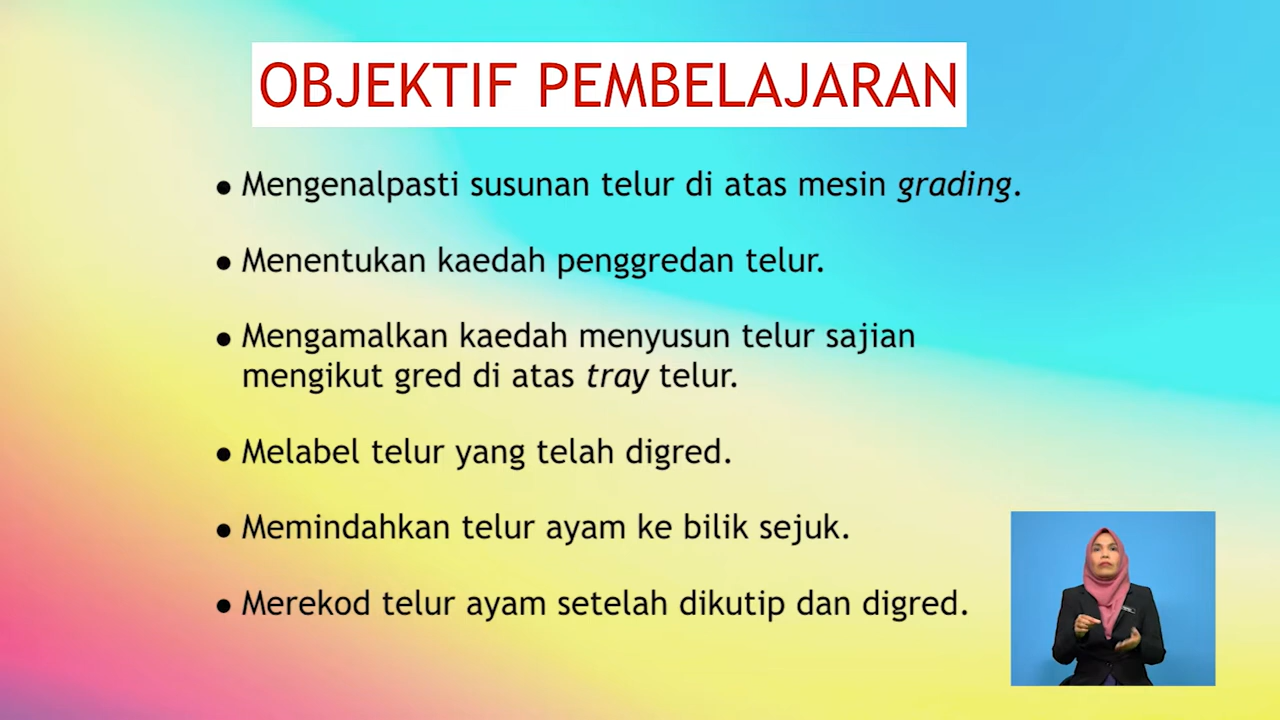 OBJEKTIF PEMBELAJARAN
• Mengenalpasti susunan telur di atas mesin grading.
• Menentukan kaedah penggredan telur.
• Mengamalkan kaedah menyusun telur sajian
mengikut gred di atas tray telur.
• Melabel telur yang telah digred.
• Memindahkan telur ayam ke bilik sejuk.
• Merekod telur ayam setelah dikutip dan digred.